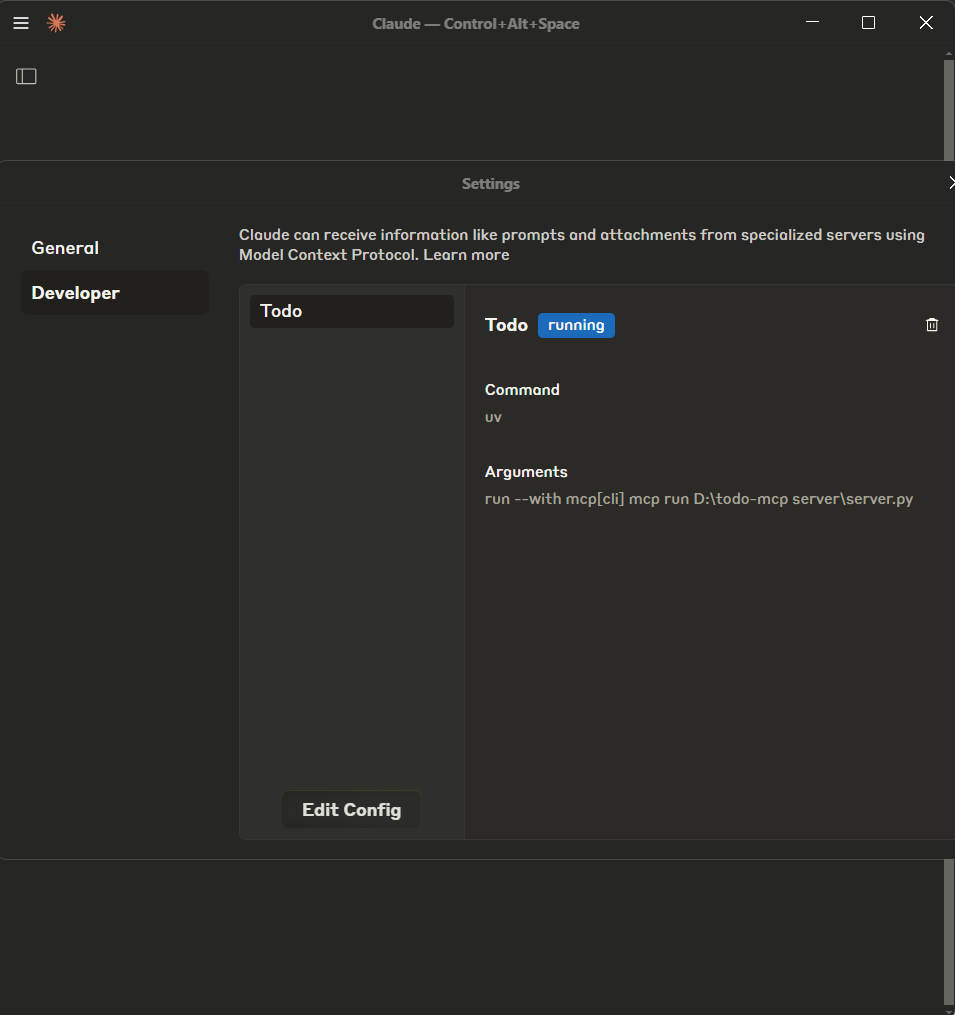 Claude — Control+Alt+Space
Settings
General
Developer
Claude can receive information like prompts and attachments from specialized servers using
Model Context Protocol. Learn more
Todo
Todo running
Command
uv
Arguments
run --with mcp[cli] mcp run D:\todo-mcp server\server.py
Edit Config